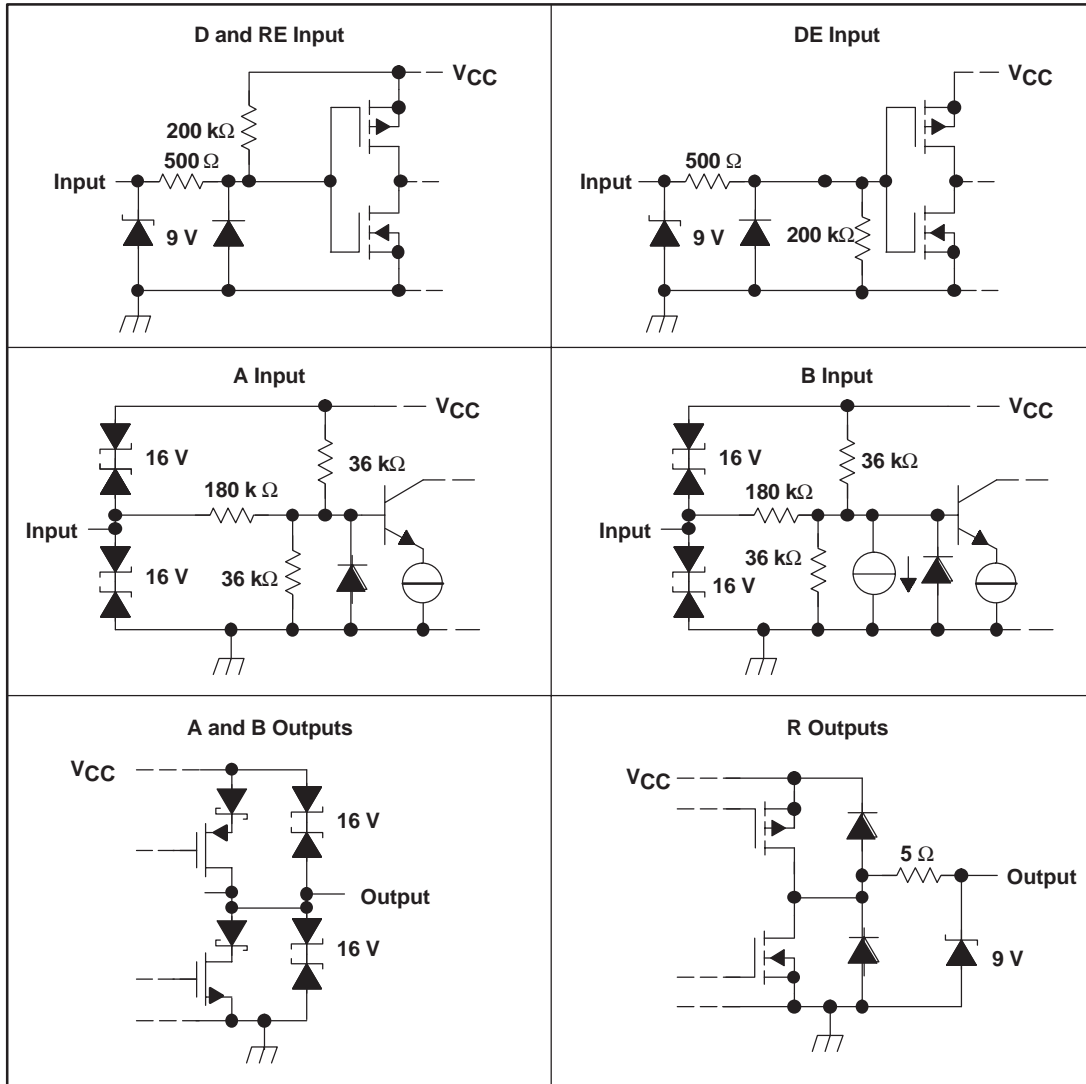 D and RE Input
VCC
200 kΩ
500 Ω
Input
9 V
DE Input
VCC
500 Ω
Input
9 V
200 kΩ
A Input
VCC
16 V
36 kΩ
180 k Ω
Input
16 V
36 kΩ
B Input
VCC
16 V
36 kΩ
180 kΩ
Input
36 kΩ
16 V
A and B Outputs
VCC
16 V
Output
16 V
R Outputs
VCC
5 Ω
Output
9 V